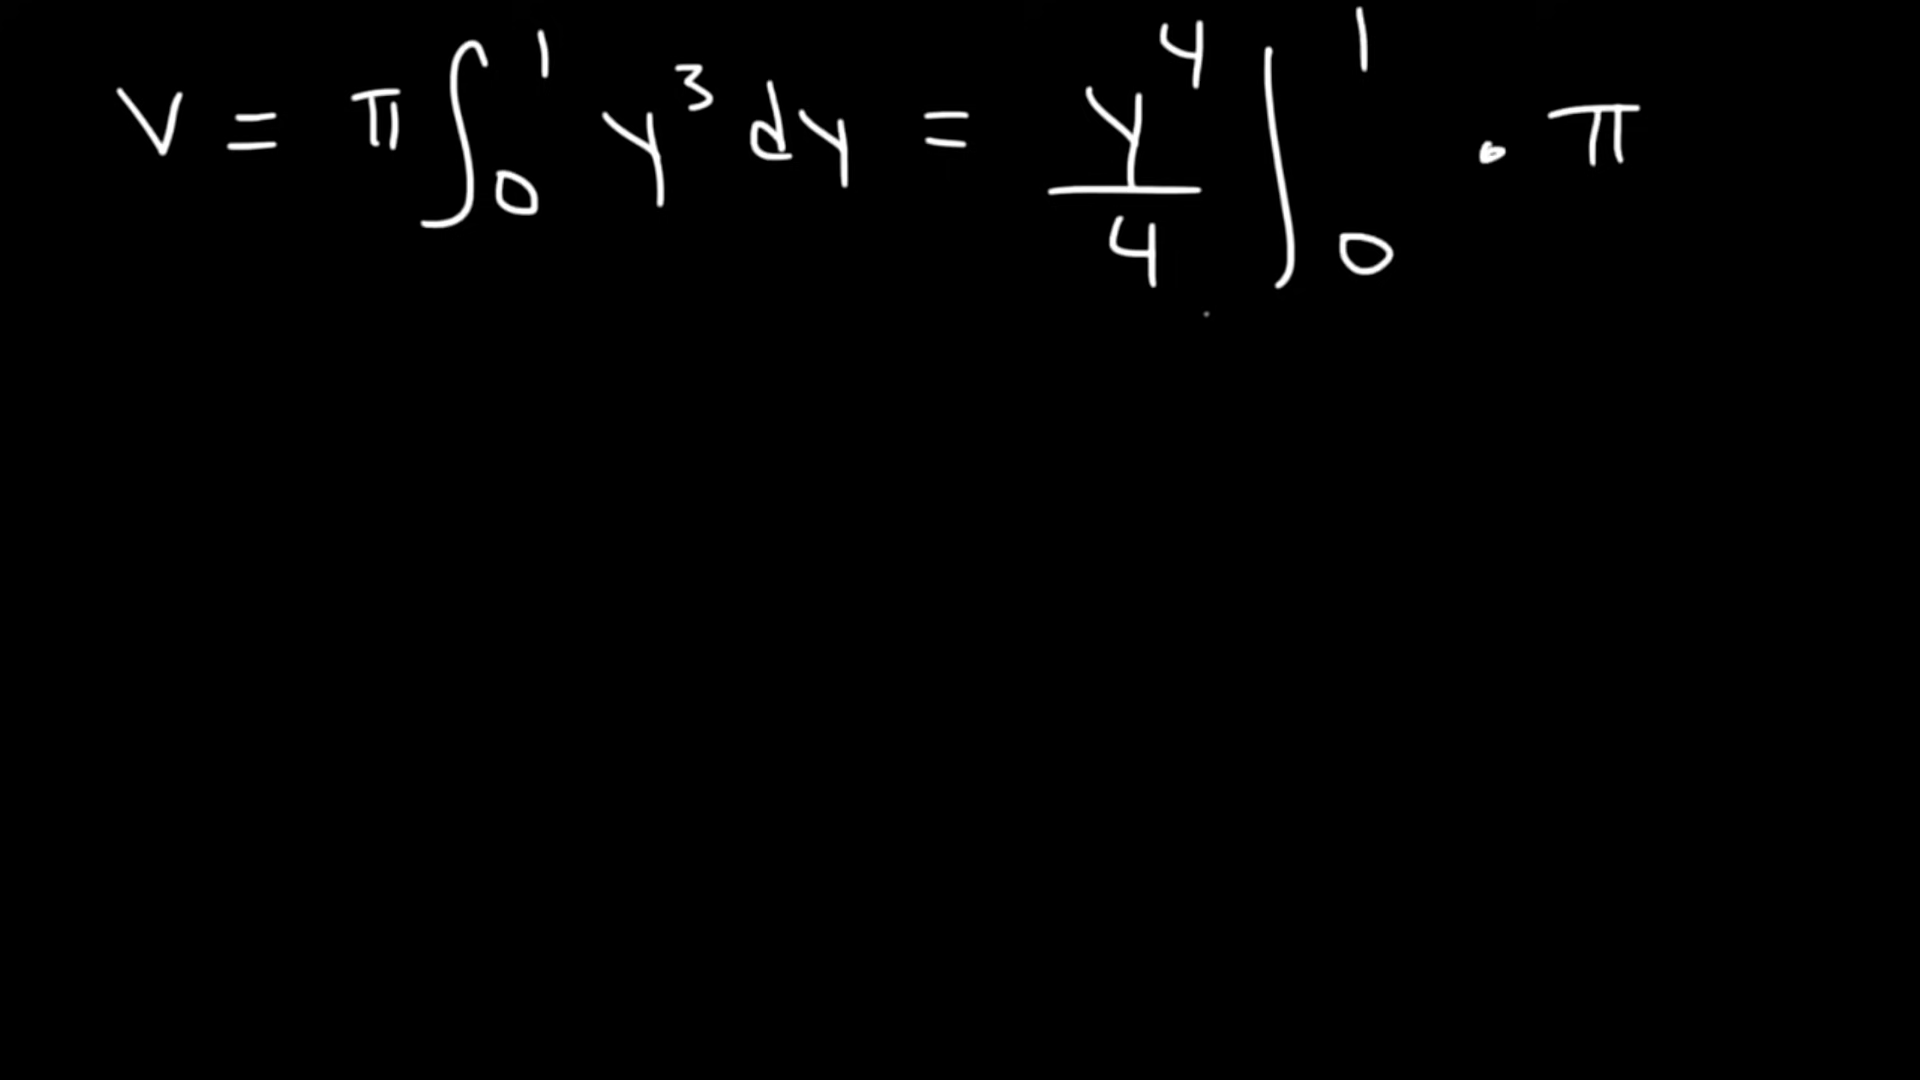 V = π ∫₀¹ y³ dy = y⁴/4 |₀¹ · π